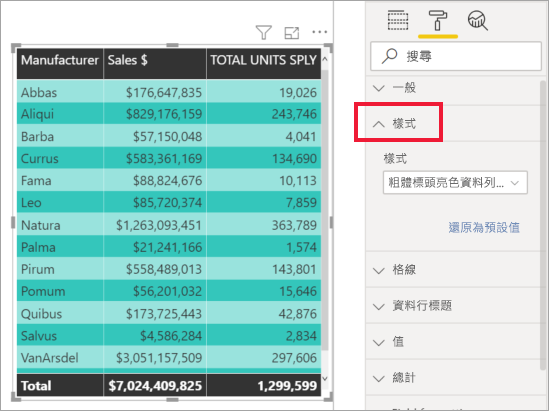 Manufacturer Sales $ TOTAL UNITS SPLY
Abbas $176,647,835 19,026
Aliqui $829,176,159 243,746
Barba $57,150,048 4,041
Currus $583,361,169 134,690
Fama $88,824,676 10,113
Leo $85,720,374 7,859
Natura $1,263,093,451 363,789
Palma $21,241,166 1,574
Pirum $558,489,013 143,801
Pomum $56,201,032 15,646
Quibus $173,725,443 42,876
Salvus $4,586,284 2,834
VanArsdel $3,051,157,509 297,606
Total $7,024,409,825 1,299,599
搜尋
一般
樣式
樣式
粗體標頭亮色資料列...
還原為預設值
格線
資料行標題
值
總計